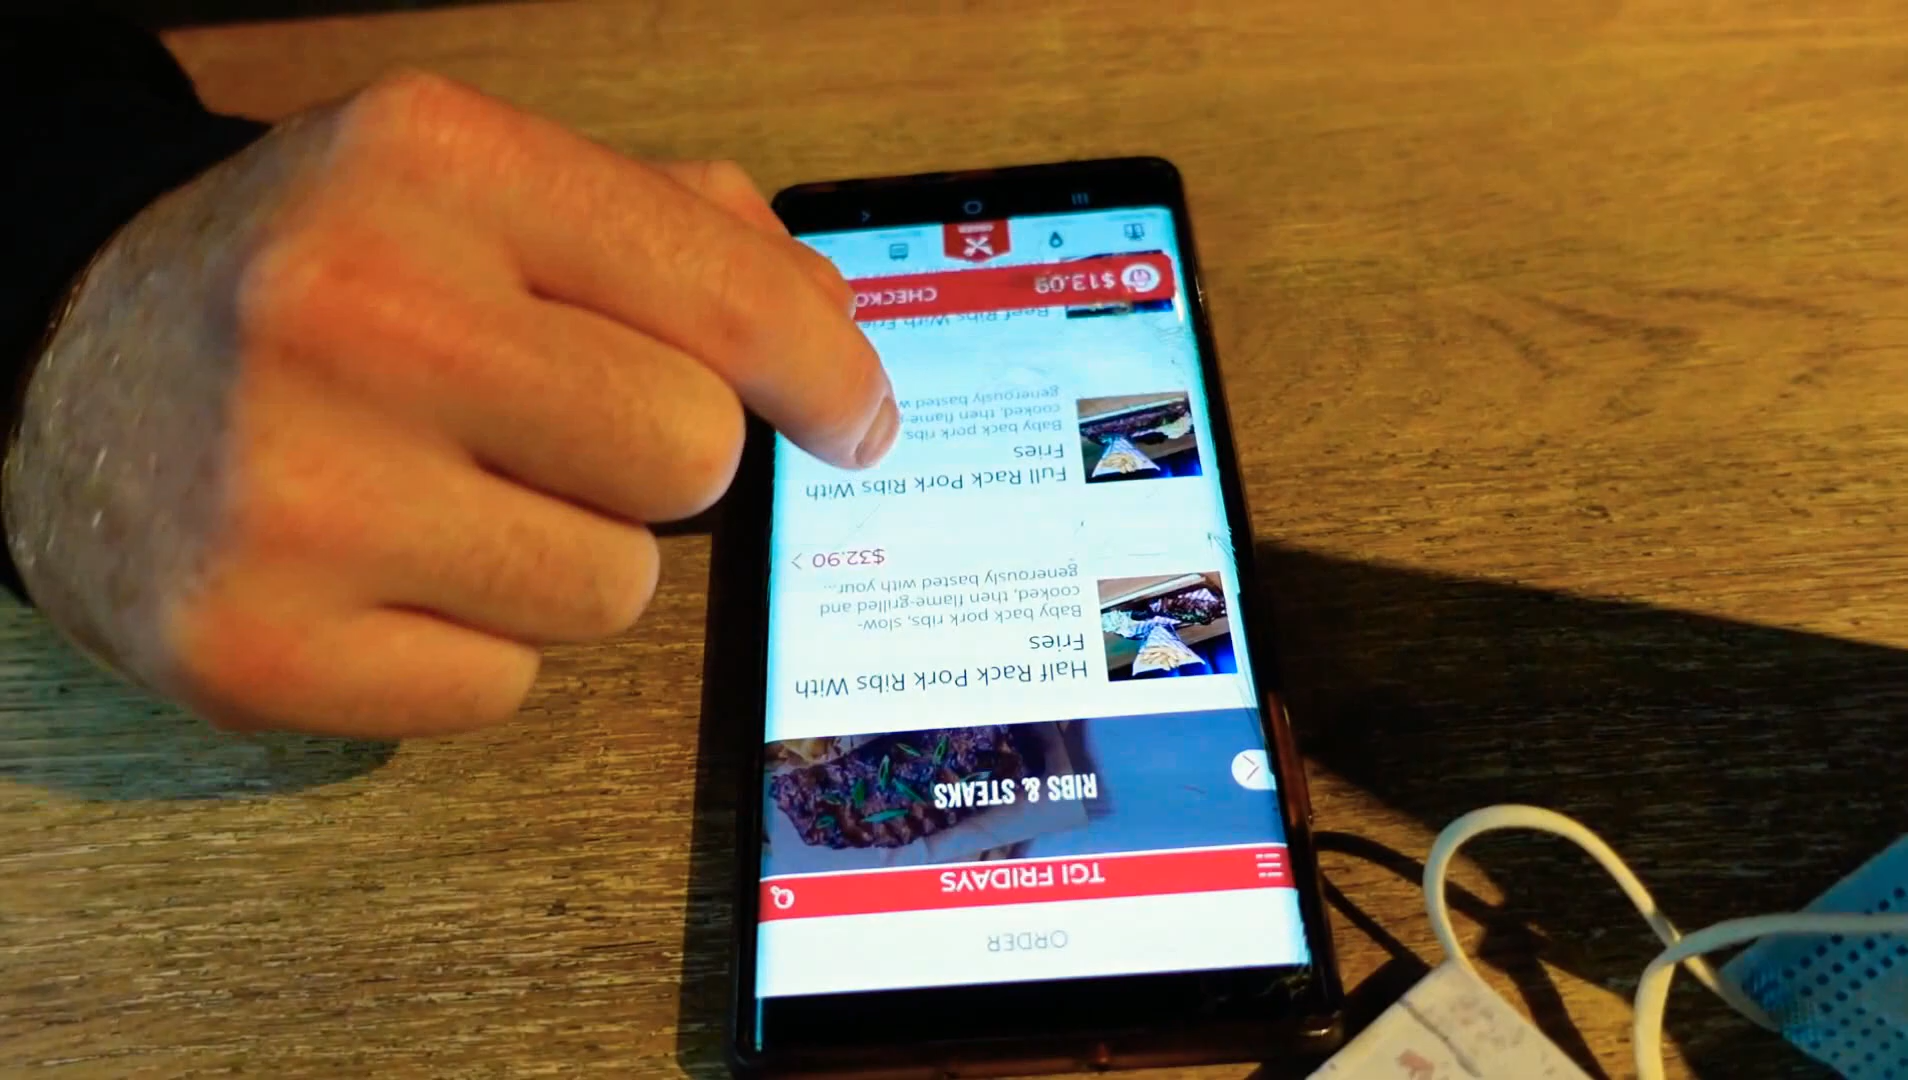 ORDER
TGI FRIDAYS
RIBS & STEAKS
Half Rack Pork Ribs With
Fries
Baby back pork ribs, slow-
cooked, then flame-grilled and
generously basted with your...
$32.90
Full Rack Pork Ribs With
Fries
Baby back pork ribs,
cooked, then flame-
generously basted w
Beef Ribs With Frie
$13.09
CHECKO